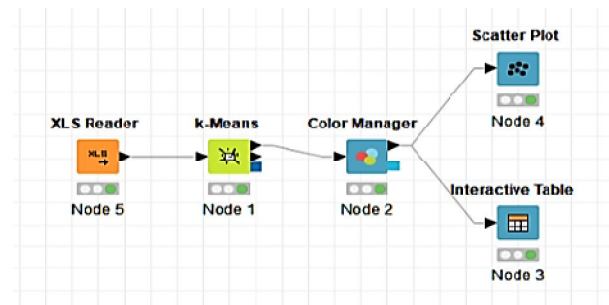 Scatter Plot
Node 4
XLS Reader
XLS
Node 5
k-Means
Node 1
Color Manager
Node 2
Interactive Table
Node 3